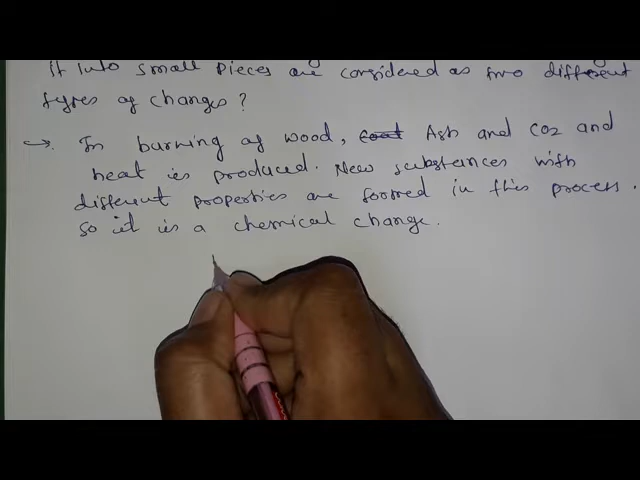 it into small pieces are considered as two different
types of changes?
In burning of wood, Ash and CO2 and
heat is produced. New substances with
different properties are formed in this process.
So it is a chemical change.